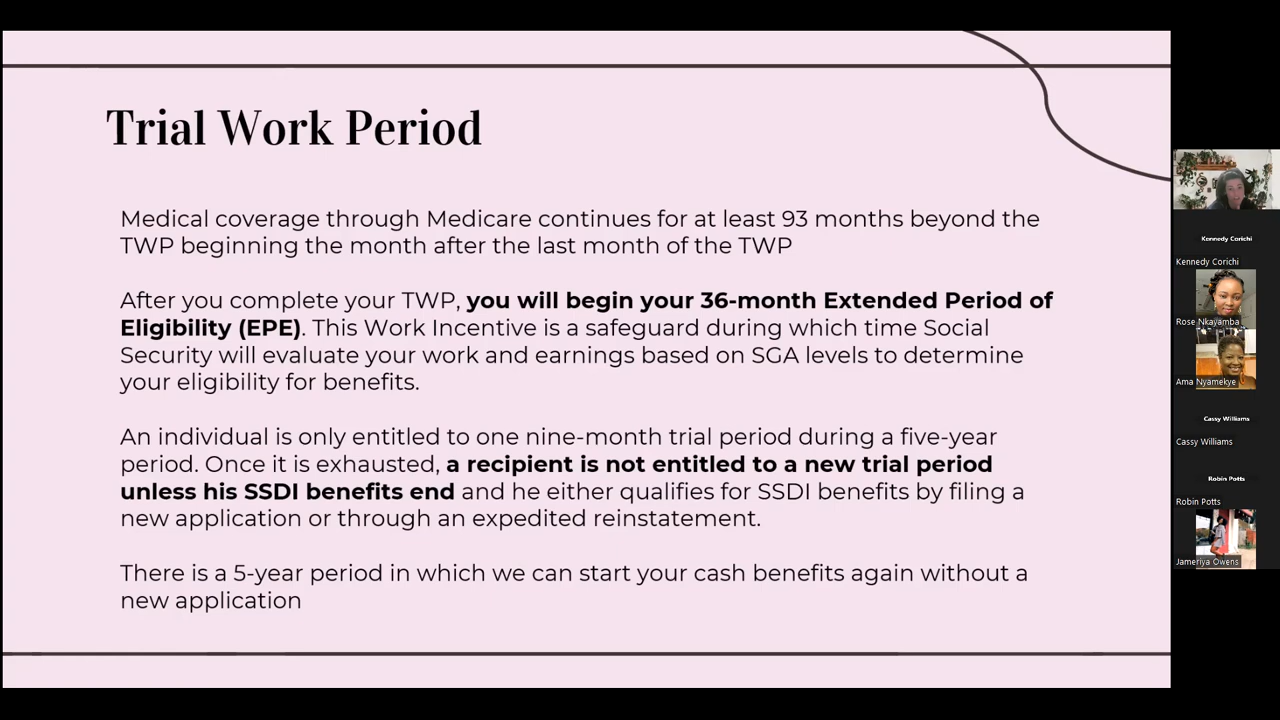 Trial Work Period
Medical coverage through Medicare continues for at least 93 months beyond the
TWP beginning the month after the last month of the TWP
After you complete your TWP, you will begin your 36-month Extended Period of
Eligibility (EPE). This Work Incentive is a safeguard during which time Social
Security will evaluate your work and earnings based on SGA levels to determine
your eligibility for benefits.
An individual is only entitled to one nine-month trial period during a five-year
period. Once it is exhausted, a recipient is not entitled to a new trial period
unless his SSDI benefits end and he either qualifies for SSDI benefits by filing a
new application or through an expedited reinstatement.
There is a 5-year period in which we can start your cash benefits again without a
new application
Kennedy Corichi
Kennedy Corichi
Rose Nkayamba
Ama Nyamekye
Cassy Williams
Cassy Williams
Robin Potts
Robin Potts
Jameriya Owens